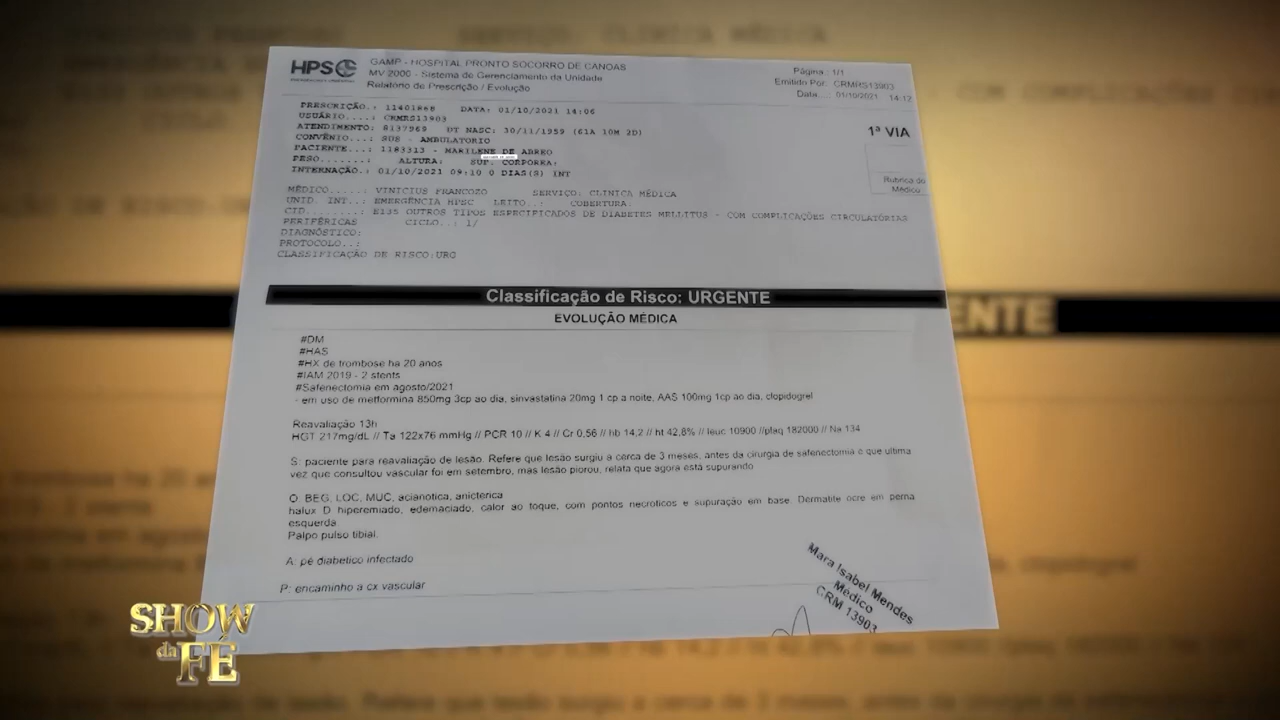 HPSC
GAMP - HOSPITAL PRONTO SOCORRO DE CANOAS
MV 2000 - Sistema de Gerenciamento da Unidade
Relatório de Prescrição / Evolução
Página.: 1/1
Emitido Por: CRMRS13903
Data...: 01/10/2021 14:12
PRESCRIÇÃO.: 11401868 DATA: 01/10/2021 14:06
USUÁRIO....: CRMRS13903
ATENDIMENTO: 8137969 DT NASC: 30/11/1959 (61A 10M 2D)
CONVÊNIO...: SUS - AMBULATORIO
PACIENTE...: 1183313 - MARILENE DE ABREO
PESO.......: ALTURA: SUP. CORPOREA:
INTERNAÇÃO: 01/10/2021 09:10 0 DIAS(S) INT
1ª VIA
Rubrica do
Médico
MÉDICO.....: VINICIUS FRANCOZO SERVIÇO: CLINICA MÉDICA
UNID. INT..: EMERGÊNCIA HPSC LEITO..: COBERTURA:
CID........: E135 OUTROS TIPOS ESPECIFICADOS DE DIABETES MELLITUS - COM COMPLICAÇÕES CIRCULATÓRIAS
PERIFÉRICAS CICLO..: 1/
DIAGNÓSTICO:
PROTOCOLO..:
CLASSIFICAÇÃO DE RISCO:URG
Classificação de Risco: URGENTE
EVOLUÇÃO MÉDICA
#DM
#HAS
#HX de trombose ha 20 anos
#IAM 2019 - 2 stents
#Safenectomia em agosto/2021
- em uso de metformina 850mg 3cp ao dia, sinvastatina 20mg 1 cp a noite, AAS 100mg 1cp ao dia, clopidogrel
Reavaliação 13h
HGT 217mg/dL // Ta 122x76 mmHg // PCR 10 // K 4 // Cr 0,56 // hb 14,2 // ht 42,8% // leuc 10900 //plaq 182000 // Na 134
S: paciente para reavaliação de lesão. Refere que lesão surgiu a cerca de 3 meses, antes da cirurgia de safenectomia e que ultima
vez que consultou vascular foi em setembro, mas lesão piorou, relata que agora está supurando
O: BEG, LOC, MUC, acianótica, anictérica
halux D hiperemiado, edemaciado, calor ao toque, com pontos necroticos e supuração em base. Dermatite ocre em perna
esquerda
Palpo pulso tibial.
A: pé diabetico infectado
P: encaminho a cx vascular
Mara Isabel Mendes
Médico
CRM 13903
SHOW
da FÉ